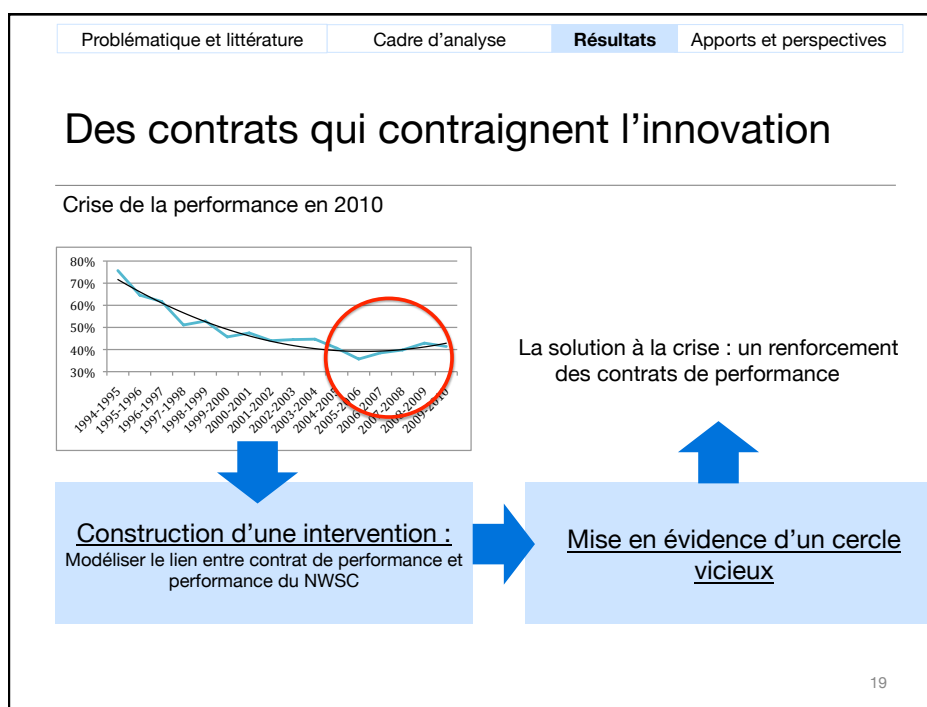 Problématique et littérature
Cadre d'analyse
Résultats
Apports et perspectives
Des contrats qui contraignent l'innovation
Crise de la performance en 2010
80%
70%
60%
50%
40%
30%
1994-1995
1995-1996
1996-1997
1997-1998
1998-1999
1999-2000
2000-2001
2001-2002
2002-2003
2003-2004
2004-2005
2005-2006
2006-2007
2007-2008
2008-2009
2009-2010
La solution à la crise : un renforcement
des contrats de performance
Construction d'une intervention :
Modéliser le lien entre contrat de performance et
performance du NWSC
Mise en évidence d'un cercle
vicieux
19